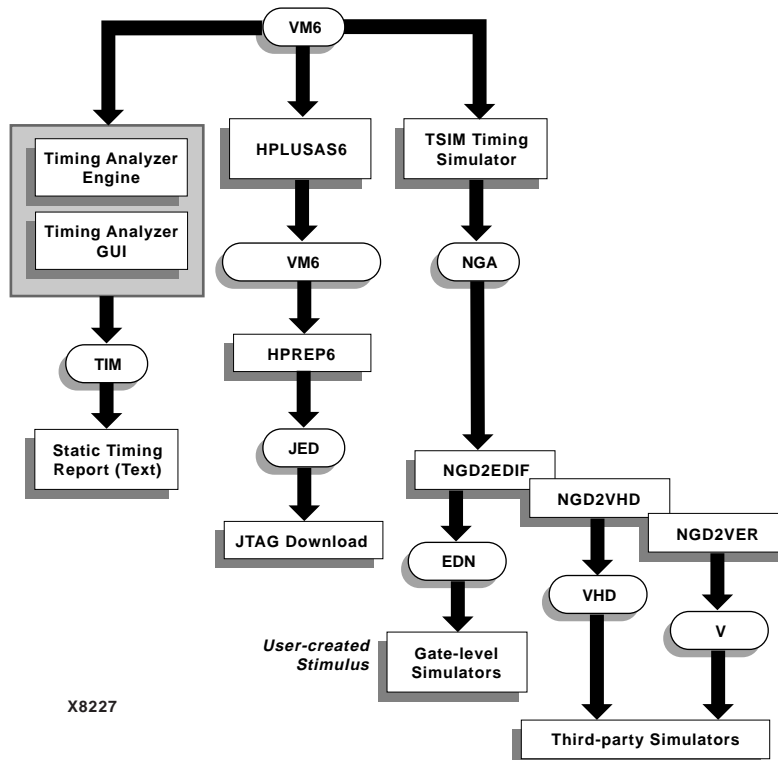 VM6
Timing Analyzer
Engine
Timing Analyzer
GUI
HPLUSAS6
TSIM Timing
Simulator
VM6
NGA
TIM
HPREP6
Static Timing
Report (Text)
JED
NGD2EDIF
NGD2VHD
NGD2VER
JTAG Download
EDN
VHD
V
User-created
Stimulus
Gate-level
Simulators
X8227
Third-party Simulators